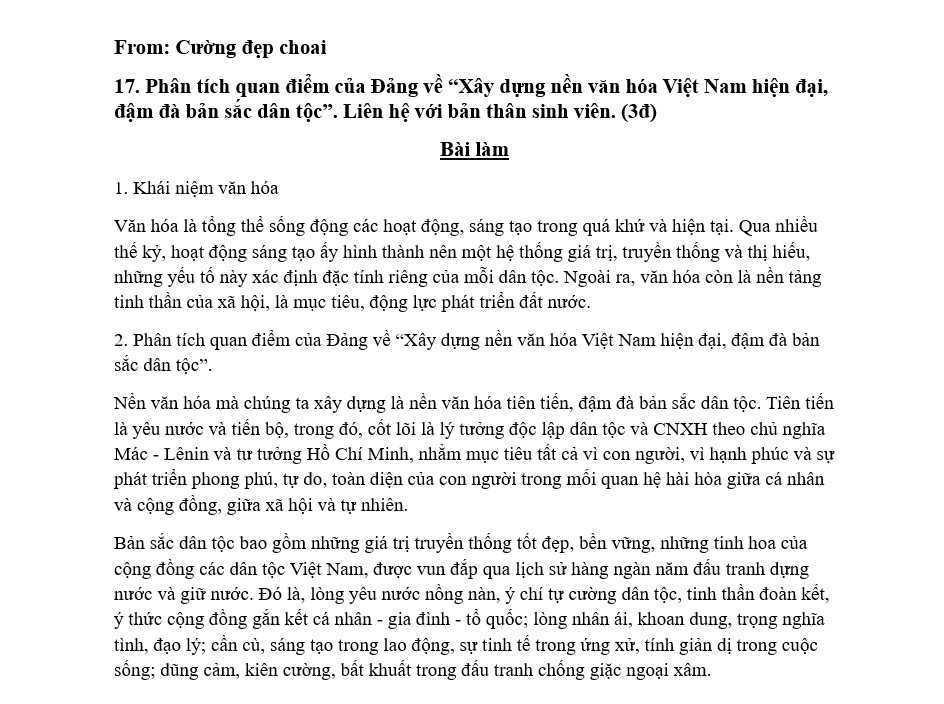 From: Cường đẹp choai
17. Phân tích quan điểm của Đảng về “Xây dựng nền văn hóa Việt Nam hiện đại,
đậm đà bản sắc dân tộc”. Liên hệ với bản thân sinh viên. (3đ)
Bài làm
1. Khái niệm văn hóa
Văn hóa là tổng thể sống động các hoạt động, sáng tạo trong quá khứ và hiện tại. Qua nhiều
thế kỷ, hoạt động sáng tạo ấy hình thành nên một hệ thống giá trị, truyền thống và thị hiếu,
những yếu tố này xác định đặc tính riêng của mỗi dân tộc. Ngoài ra, văn hóa còn là nền tảng
tinh thần của xã hội, là mục tiêu, động lực phát triển đất nước.
2. Phân tích quan điểm của Đảng về “Xây dựng nền văn hóa Việt Nam hiện đại, đậm đà bản
sắc dân tộc”.
Nền văn hóa mà chúng ta xây dựng là nền văn hóa tiên tiến, đậm đà bản sắc dân tộc. Tiên tiến
là yêu nước và tiến bộ, trong đó, cốt lõi là lý tưởng độc lập dân tộc và CNXH theo chủ nghĩa
Mác - Lênin và tư tưởng Hồ Chí Minh, nhằm mục tiêu tất cả vì con người, vì hạnh phúc và sự
phát triển phong phú, tự do, toàn diện của con người trong mối quan hệ hài hòa giữa cá nhân
và cộng đồng, giữa xã hội và tự nhiên.
Bản sắc dân tộc bao gồm những giá trị truyền thống tốt đẹp, bền vững, những tinh hoa của
cộng đồng các dân tộc Việt Nam, được vun đắp qua lịch sử hàng ngàn năm đấu tranh dựng
nước và giữ nước. Đó là, lòng yêu nước nồng nàn, ý chí tự cường dân tộc, tinh thần đoàn kết,
ý thức cộng đồng gắn kết cá nhân - gia đình - tổ quốc; lòng nhân ái, khoan dung, trọng nghĩa
tình, đạo lý; cần cù, sáng tạo trong lao động, sự tinh tế trong ứng xử, tính giản dị trong cuộc
sống; dũng cảm, kiên cường, bất khuất trong đấu tranh chống giặc ngoại xâm.